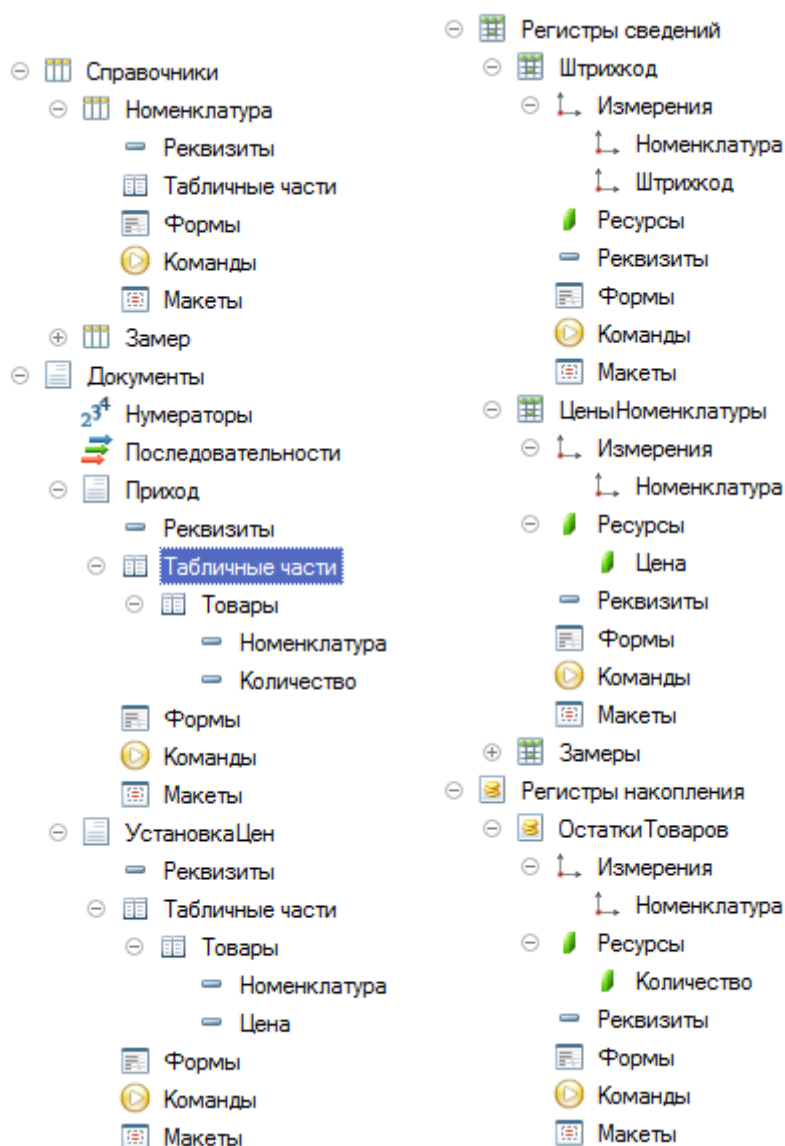 Справочники
Номенклатура
Реквизиты
Табличные части
Формы
Команды
Макеты
Замер
Документы
Нумераторы
Последовательности
Приход
Реквизиты
Табличные части
Товары
Номенклатура
Количество
Формы
Команды
Макеты
УстановкаЦен
Реквизиты
Табличные части
Товары
Номенклатура
Цена
Формы
Команды
Макеты
Регистры сведений
Штрихкод
Измерения
Номенклатура
Штрихкод
Ресурсы
Реквизиты
Формы
Команды
Макеты
ЦеныНоменклатуры
Измерения
Номенклатура
Ресурсы
Цена
Реквизиты
Формы
Команды
Макеты
Замеры
Регистры накопления
ОстаткиТоваров
Измерения
Номенклатура
Ресурсы
Количество
Реквизиты
Формы
Команды
Макеты